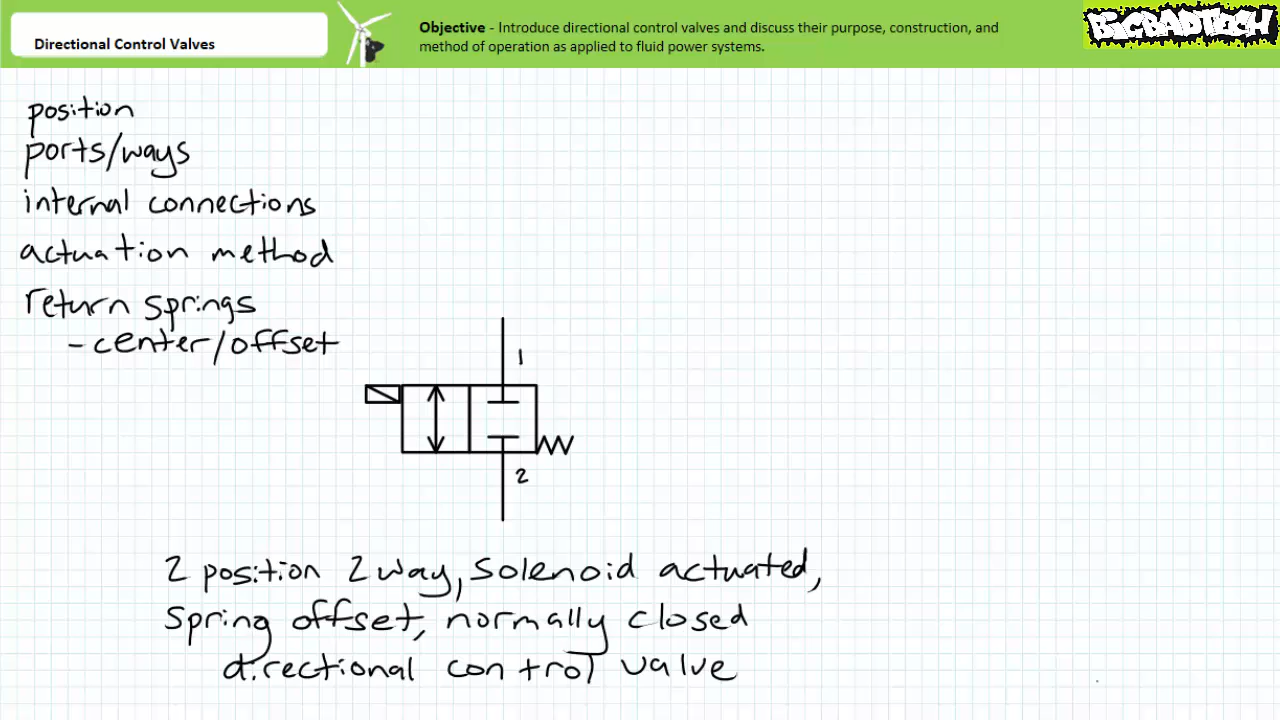 Directional Control Valves
Objective - Introduce directional control valves and discuss their purpose, construction, and
method of operation as applied to fluid power systems.
BIGBADTECH
position
ports/ways
internal connections
actuation method
return springs
- center/offset
1
2
2 position 2 way, solenoid actuated,
spring offset, normally closed
directional control valve